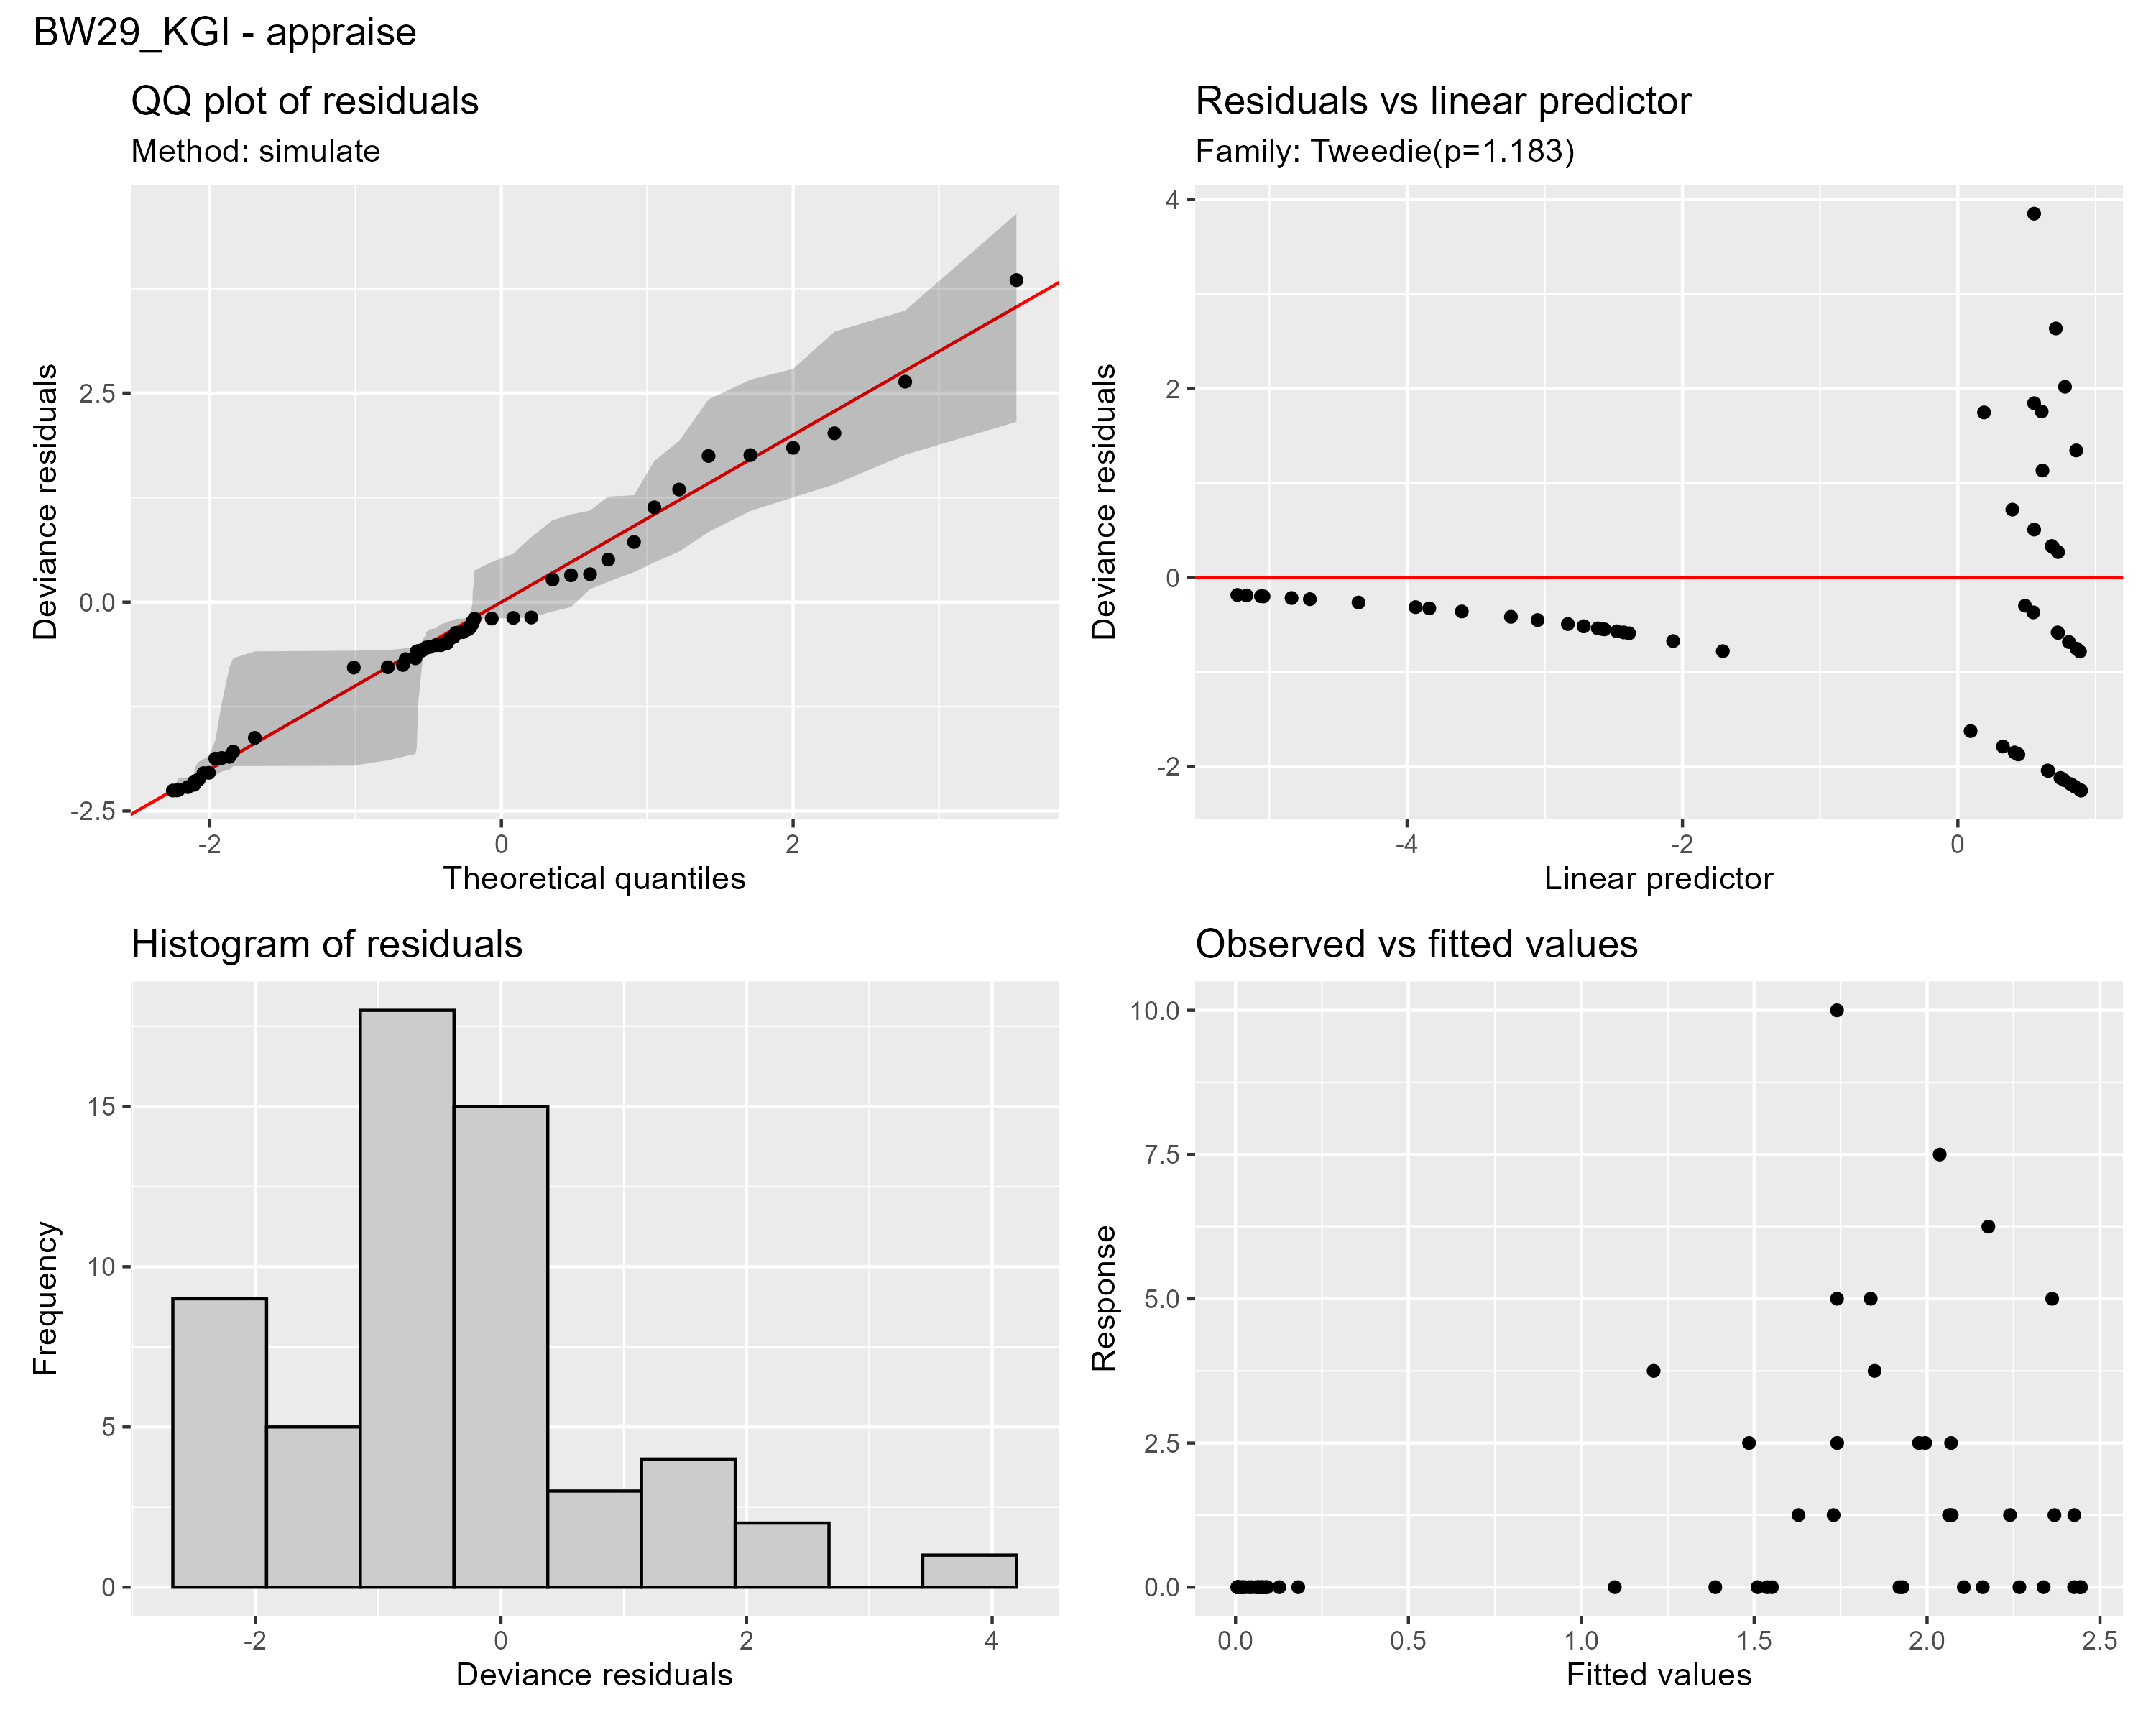 BW29_KGI - appraise
QQ plot of residuals
Method: simulate
Deviance residuals
2.5
0.0
-2.5
-2
0
2
Theoretical quantiles
Residuals vs linear predictor
Family: Tweedie(p=1.183)
Deviance residuals
4
2
0
-2
-4
-2
0
Linear predictor
Histogram of residuals
Frequency
15
10
5
0
-2
0
2
4
Deviance residuals
Observed vs fitted values
Response
10.0
7.5
5.0
2.5
0.0
0.0
0.5
1.0
1.5
2.0
2.5
Fitted values